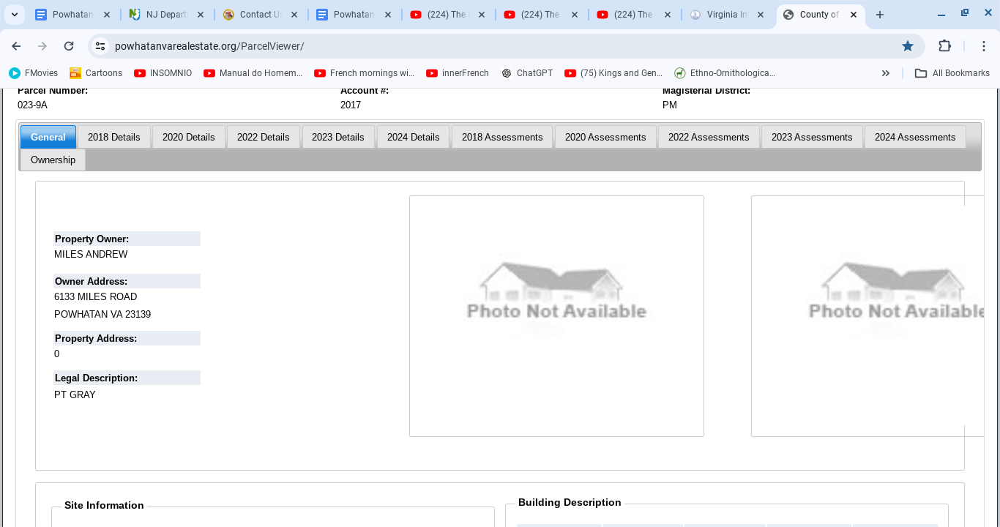 Powhatan
NJ Depart
Contact U
Powhatan
(224) The
(224) The
(224) The
Virginia In
County of
powhatanvarealestate.org/ParcelViewer/
FMovies
Cartoons
INSOMNIO
Manual do Homem...
French mornings wi...
innerFrench
ChatGPT
(75) Kings and Gen...
Ethno-Ornithologica...
All Bookmarks
Parcel Number: Account #: Magisterial District:
023-9A 2017 PM
General 2018 Details 2020 Details 2022 Details 2023 Details 2024 Details 2018 Assessments 2020 Assessments 2022 Assessments 2023 Assessments 2024 Assessments
Ownership
Property Owner:
MILES ANDREW
Owner Address:
6133 MILES ROAD
POWHATAN VA 23139
Property Address:
0
Legal Description:
PT GRAY
Photo Not Available
Photo Not Available
Site Information
Building Description